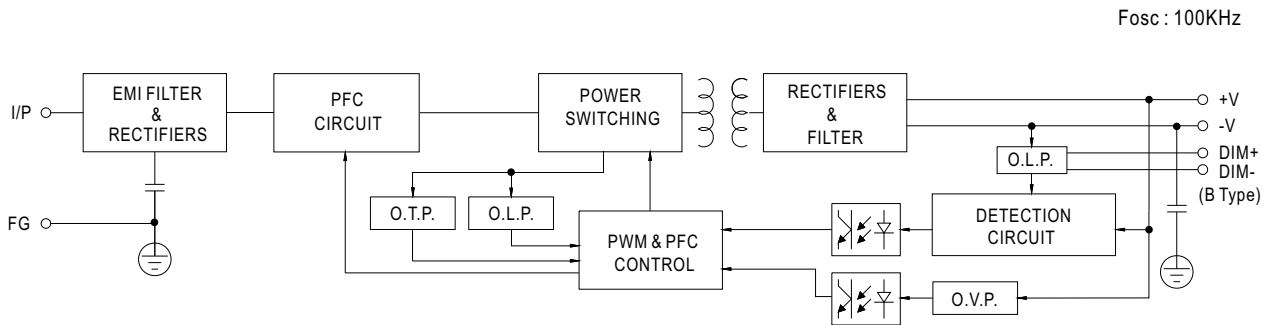 Fosc : 100KHz
I/P
EMI FILTER
&
RECTIFIERS
PFC
CIRCUIT
POWER
SWITCHING
RECTIFIERS
&
FILTER
+V
-V
DIM+
DIM-
(B Type)
O.L.P.
FG
O.T.P.
O.L.P.
PWM & PFC
CONTROL
DETECTION
CIRCUIT
O.V.P.